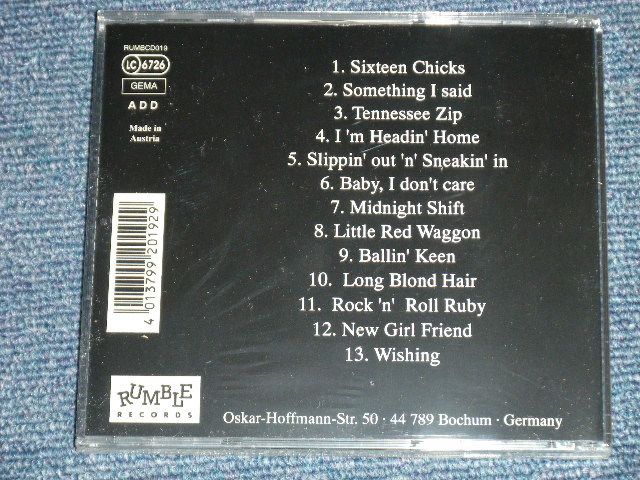 RUMBCD019
LC 6726
GEMA
ADD
Made in
Austria
1. Sixteen Chicks
2. Something I said
3. Tennessee Zip
4. I 'm Headin' Home
5. Slippin' out 'n' Sneakin' in
6. Baby, I don't care
7. Midnight Shift
8. Little Red Waggon
9. Ballin' Keen
10. Long Blond Hair
11. Rock 'n' Roll Ruby
12. New Girl Friend
13. Wishing
4 013799 201929
RUMBLE
RECORDS
Oskar-Hoffmann-Str. 50 · 44 789 Bochum · Germany